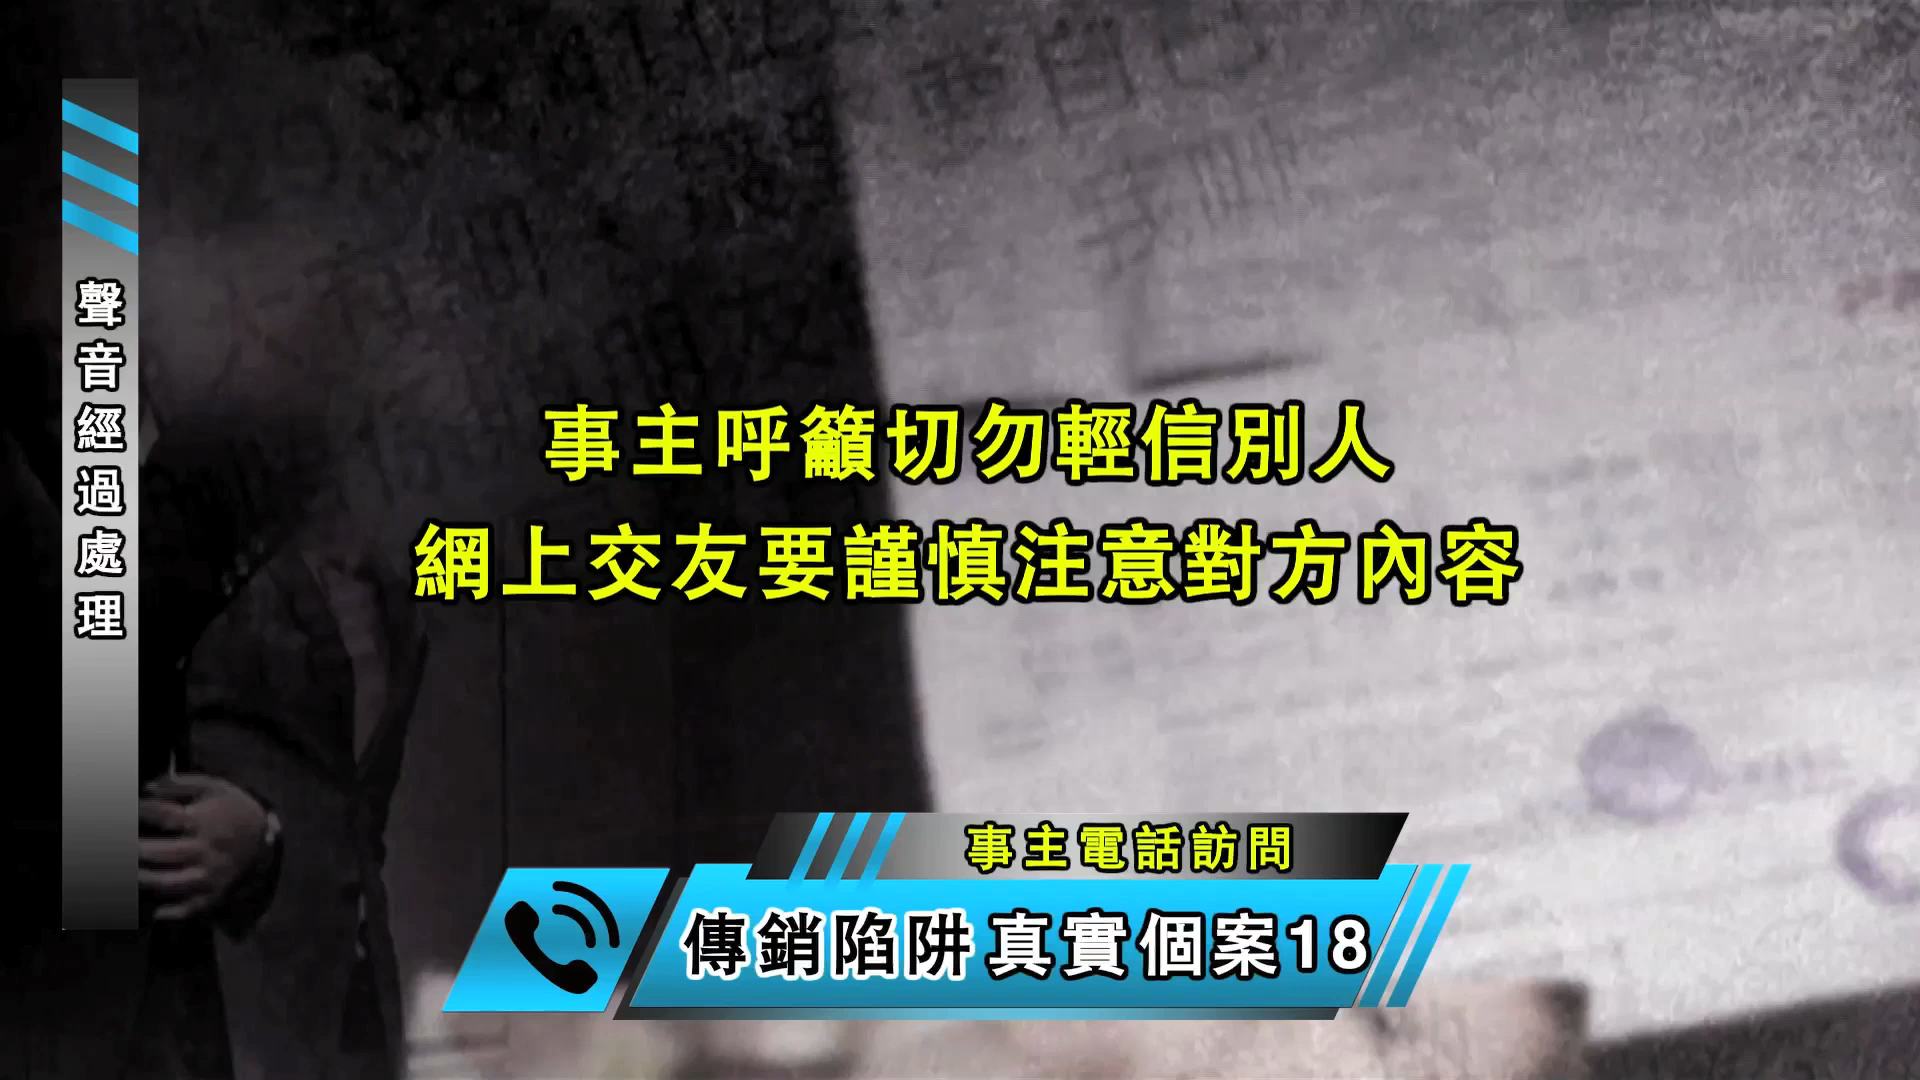 聲音經過處理
事主呼籲切勿輕信別人
網上交友要謹慎注意對方內容
事主電話訪問
傳銷陷阱真實個案18